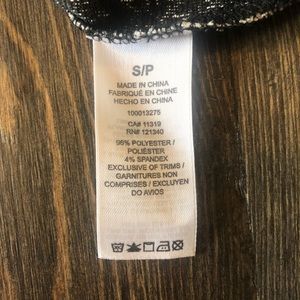 S/P
MADE IN CHINA
FABRIQUÉ EN CHINE
HECHO EN CHINA
100013275
CA# 11319
RN# 121340
96% POLYESTER /
POLIÉSTER
4% SPANDEX
EXCLUSIVE OF TRIMS /
GARNITURES NON
COMPRISES / EXCLUYEN
DO AVIOS